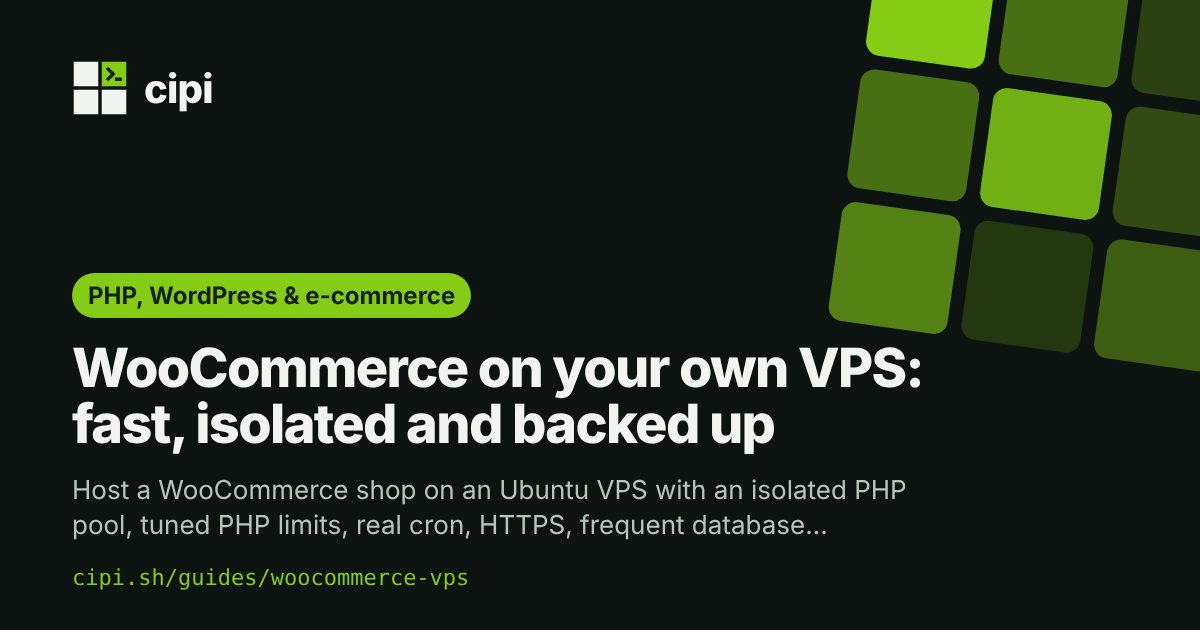 cipi
PHP, WordPress & e-commerce
WooCommerce on your own VPS:
fast, isolated and backed up
Host a WooCommerce shop on an Ubuntu VPS with an isolated PHP
pool, tuned PHP limits, real cron, HTTPS, frequent database...
cipi.sh/guides/woocommerce-vps